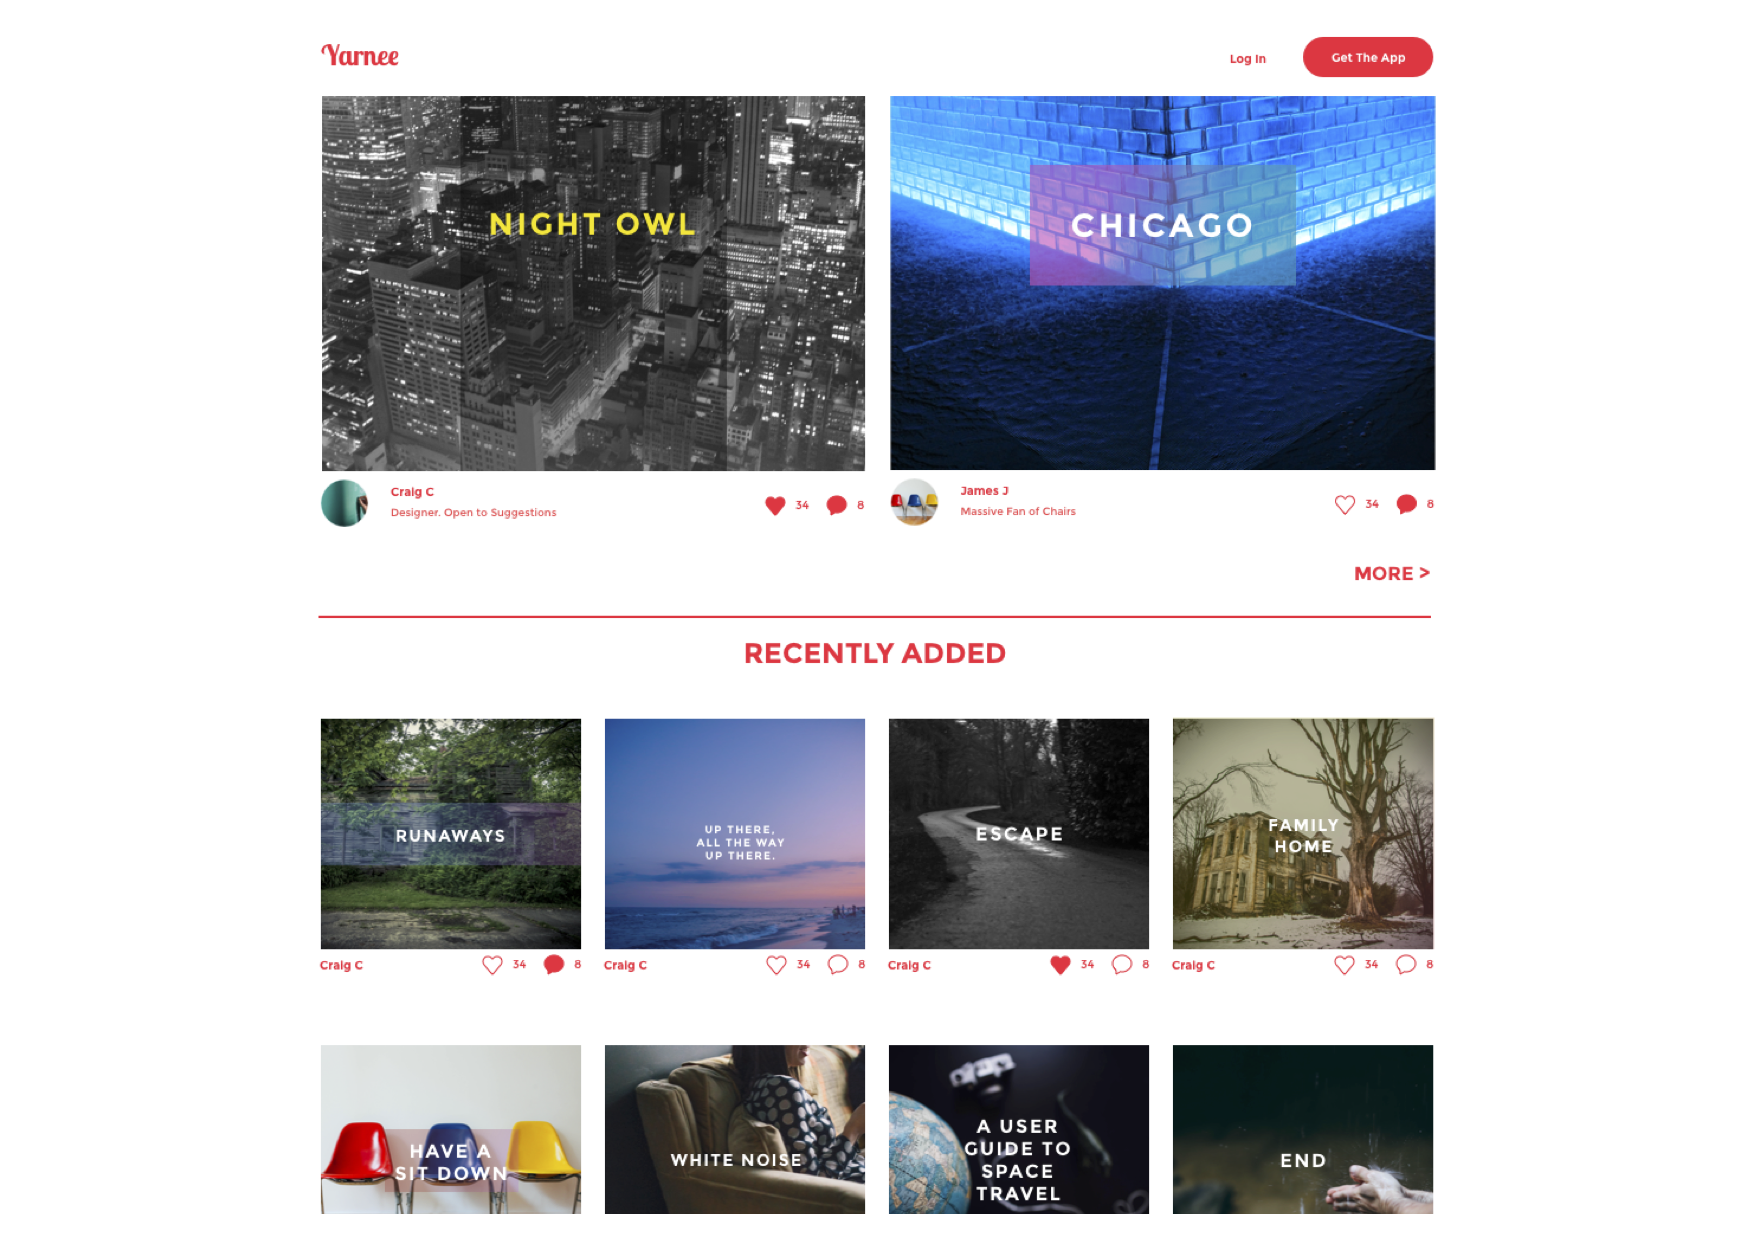 Yarnee
Log In
Get The App
NIGHT OWL
CHICAGO
Craig C
Designer. Open to Suggestions
34
8
James J
Massive Fan of Chairs
34
8
MORE >
RECENTLY ADDED
RUNAWAYS
UP THERE,
ALL THE WAY
UP THERE.
ESCAPE
FAMILY
HOME
Craig C
34
8
Craig C
34
8
Craig C
34
8
Craig C
34
8
HAVE A
SIT DOWN
WHITE NOISE
A USER
GUIDE TO
SPACE
TRAVEL
END